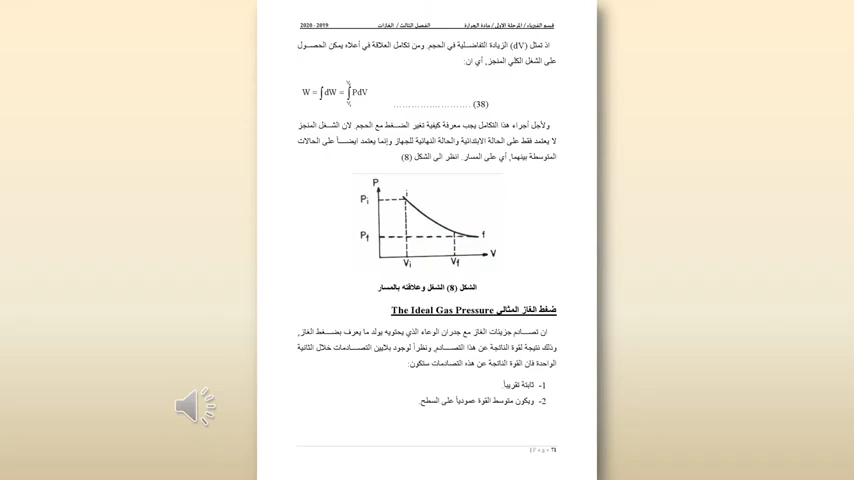 قسم الفيزياء/ المرحلة الاولى/ مادة الحرارة الفصل الثالث/ الغازات 2019 - 2020
اذ تمثل (dV) الزيادة التفاضلية في الحجم. ومن تكامل العلاقة في أعلاه يمكن الحصول
على الشغل الكلي المنجز, أي ان:
W = ∫dW = ∫PdV
V₁
.......................... (38)
ولأجل أجراء هذا التكامل يجب معرفة كيفية تغير الضغط مع الحجم. لان الشغل المنجز
لا يعتمد فقط على الحالة الابتدائية والحالة النهائية للجهاز وإنما يعتمد ايضاً على الحالات
المتوسطة بينهما, أي على المسار. انظر الى الشكل (8)
P
i
Pi
Pf
f
V
Vi
Vf
الشكل (8) الشغل وعلاقته بالمسار
ضغط الغاز المثالي The Ideal Gas Pressure
ان تصادم جزيئات الغاز مع جدران الوعاء الذي يحتويه يولد ما يعرف بضغط الغاز,
وذلك نتيجة لقوة الناتجة عن هذا التصادم, ونظراً لوجود بلايين التصادمات خلال الثانية
الواحدة فان القوة الناتجة عن هذه التصادمات ستكون:
1- ثابتة تقريباً.
2- ويكون متوسط القوة عمودياً على السطح.
71 | P a g e